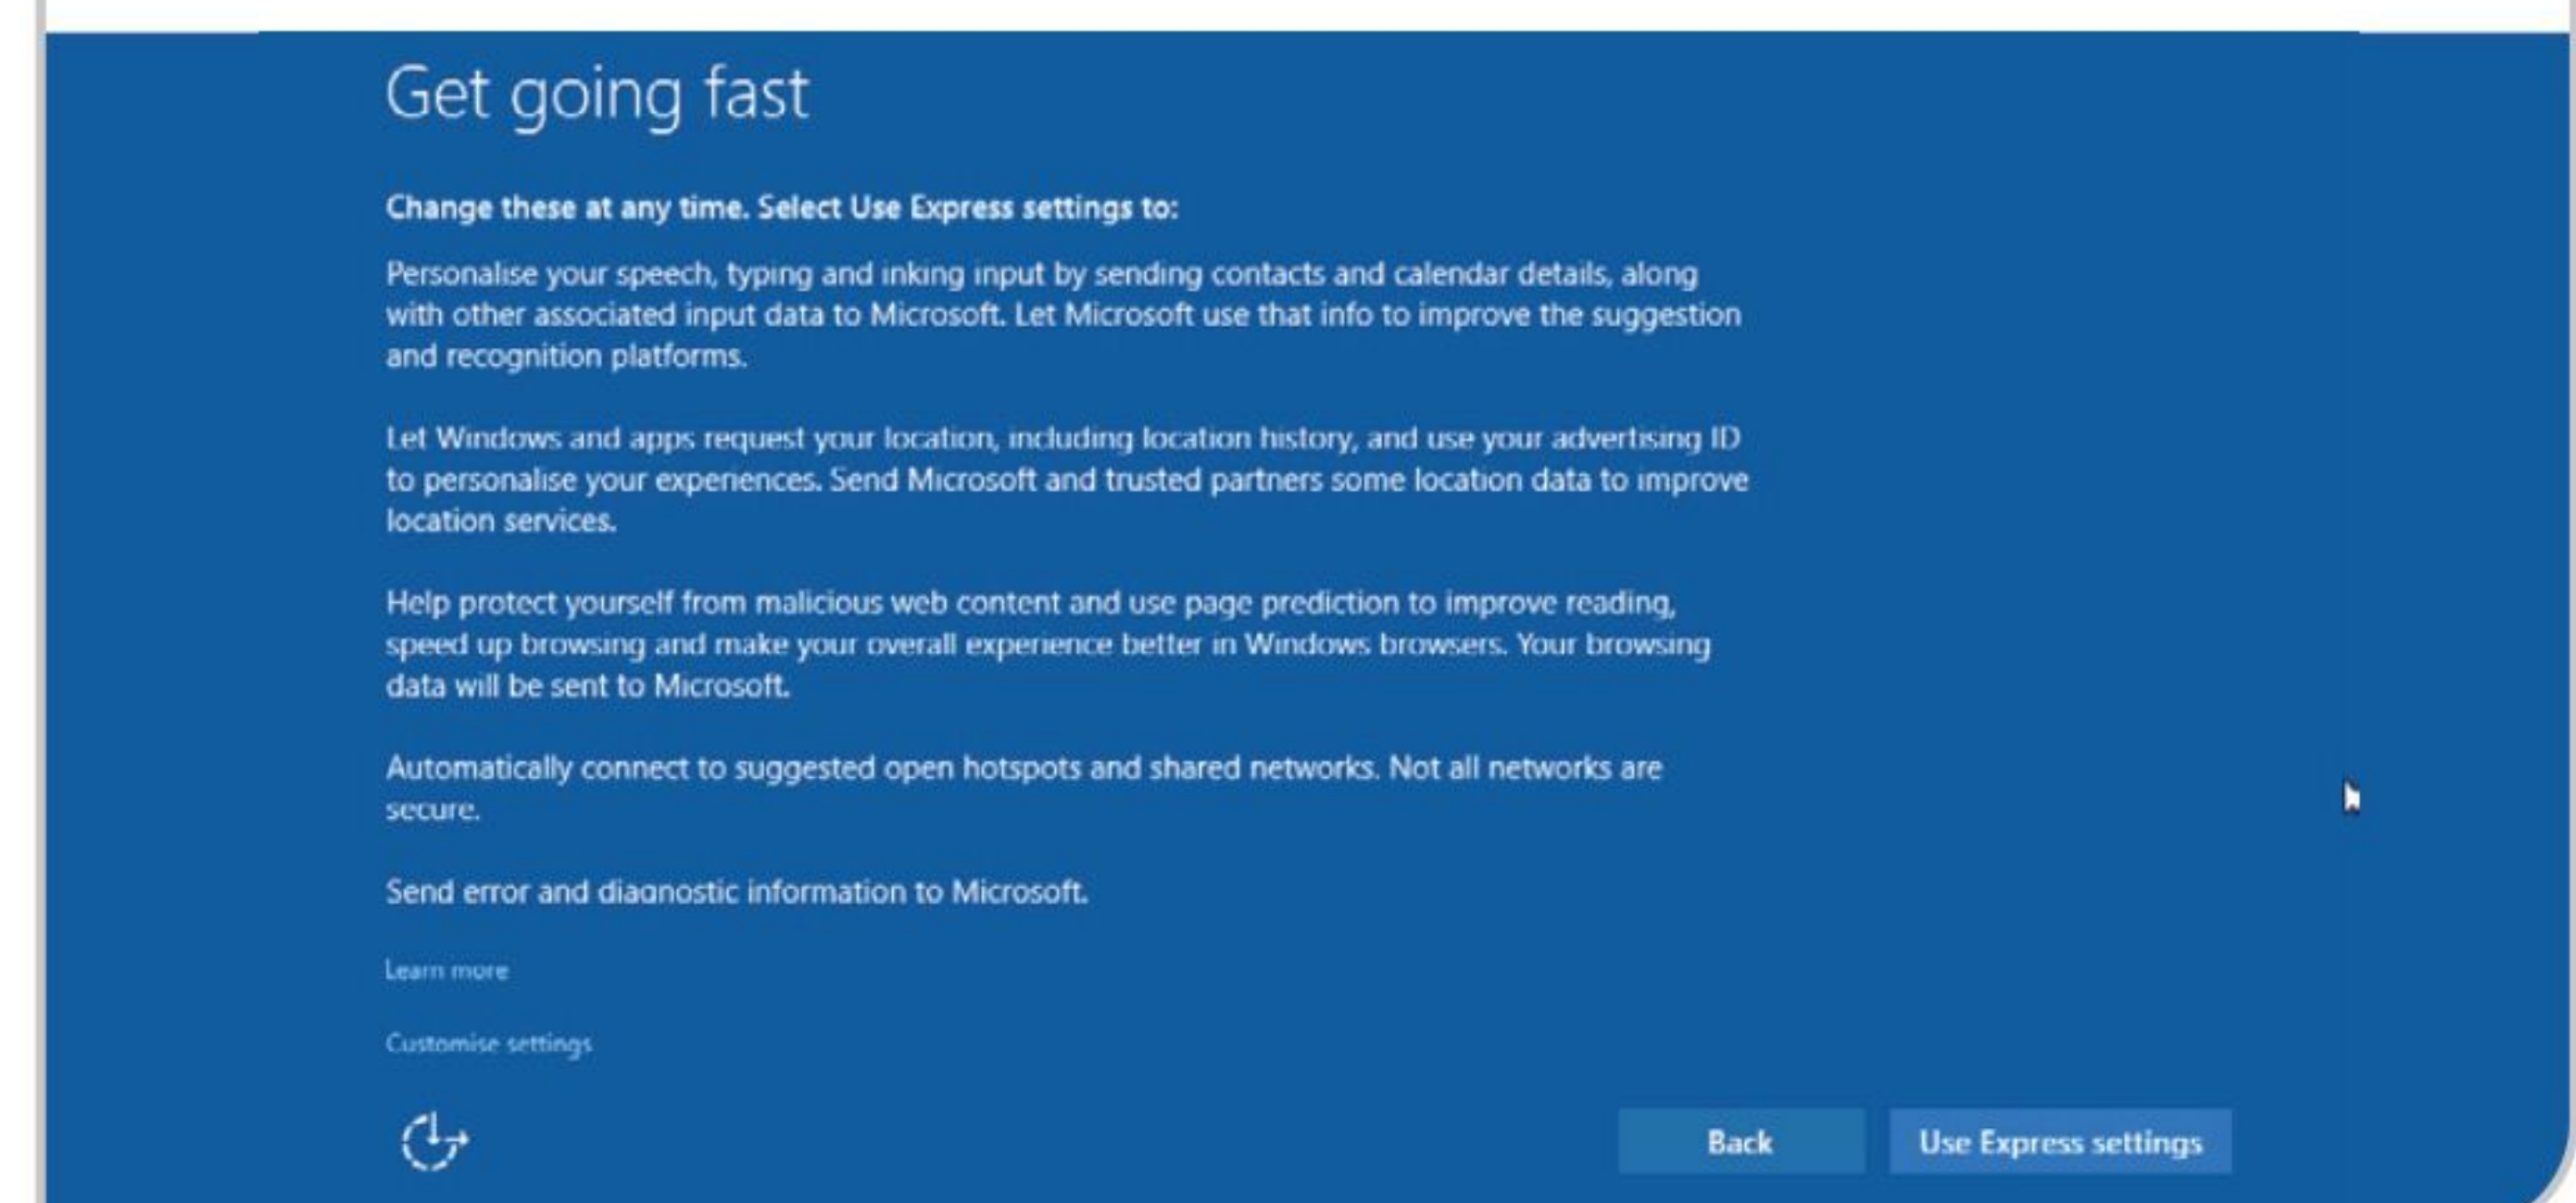 Get going fast
Change these at any time. Select Use Express settings to:
Personalise your speech, typing and inking input by sending contacts and calendar details, along
with other associated input data to Microsoft. Let Microsoft use that info to improve the suggestion
and recognition platforms.
Let Windows and apps request your location, including location history, and use your advertising ID
to personalise your experiences. Send Microsoft and trusted partners some location data to improve
location services.
Help protect yourself from malicious web content and use page prediction to improve reading,
speed up browsing and make your overall experience better in Windows browsers. Your browsing
data will be sent to Microsoft.
Automatically connect to suggested open hotspots and shared networks. Not all networks are
secure.
Send error and diagnostic information to Microsoft.
Learn more
Customise settings
Back
Use Express settings